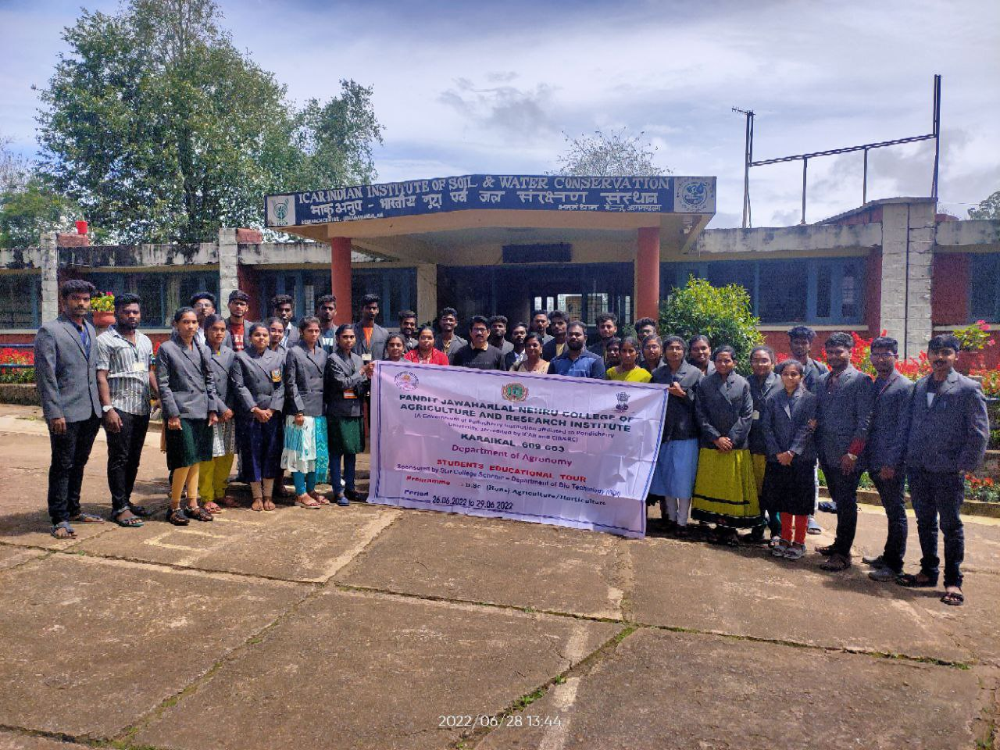 ICAR-INDIAN INSTITUTE OF SOIL & WATER CONSERVATION
भाकृअनुप - भारतीय मृदा एवं जल संरक्षण संस्थान
RESEARCH CENTRE, UDHAGAMANDALAM
अनुसंधान केन्द्र
PANDIT JAWAHARLAL NEHRU COLLEGE OF
AGRICULTURE AND RESEARCH INSTITUTE
(A Government of Puducherry Institution affiliated to Pondicherry
University, accredited by ICAR and
KARAIKAL 609 603
Department of Agronomy
STUDENTS EDUCATIONAL TOUR
Sponsored by Star College Scheme - Department of Bio Technology (GOI)
Programme : B.Sc. (Hons) Agriculture/Horticulture
Period 26.06.2022 to 29.06.2022
2022/06/28 13:44